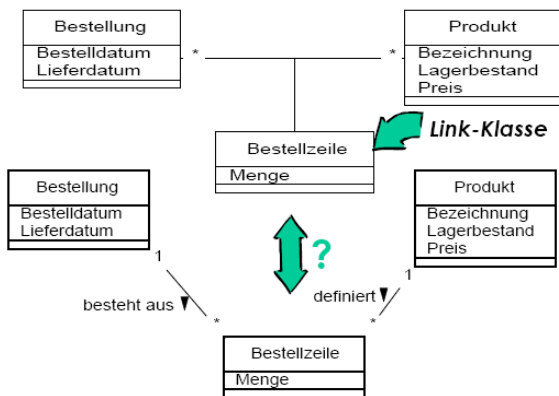 Bestellung
Bestelldatum
Lieferdatum
*
*
Produkt
Bezeichnung
Lagerbestand
Preis
Link-Klasse
Bestellzeile
Menge
?
Bestellung
Bestelldatum
Lieferdatum
Produkt
Bezeichnung
Lagerbestand
Preis
1
1
besteht aus
definiert
*
*
Bestellzeile
Menge